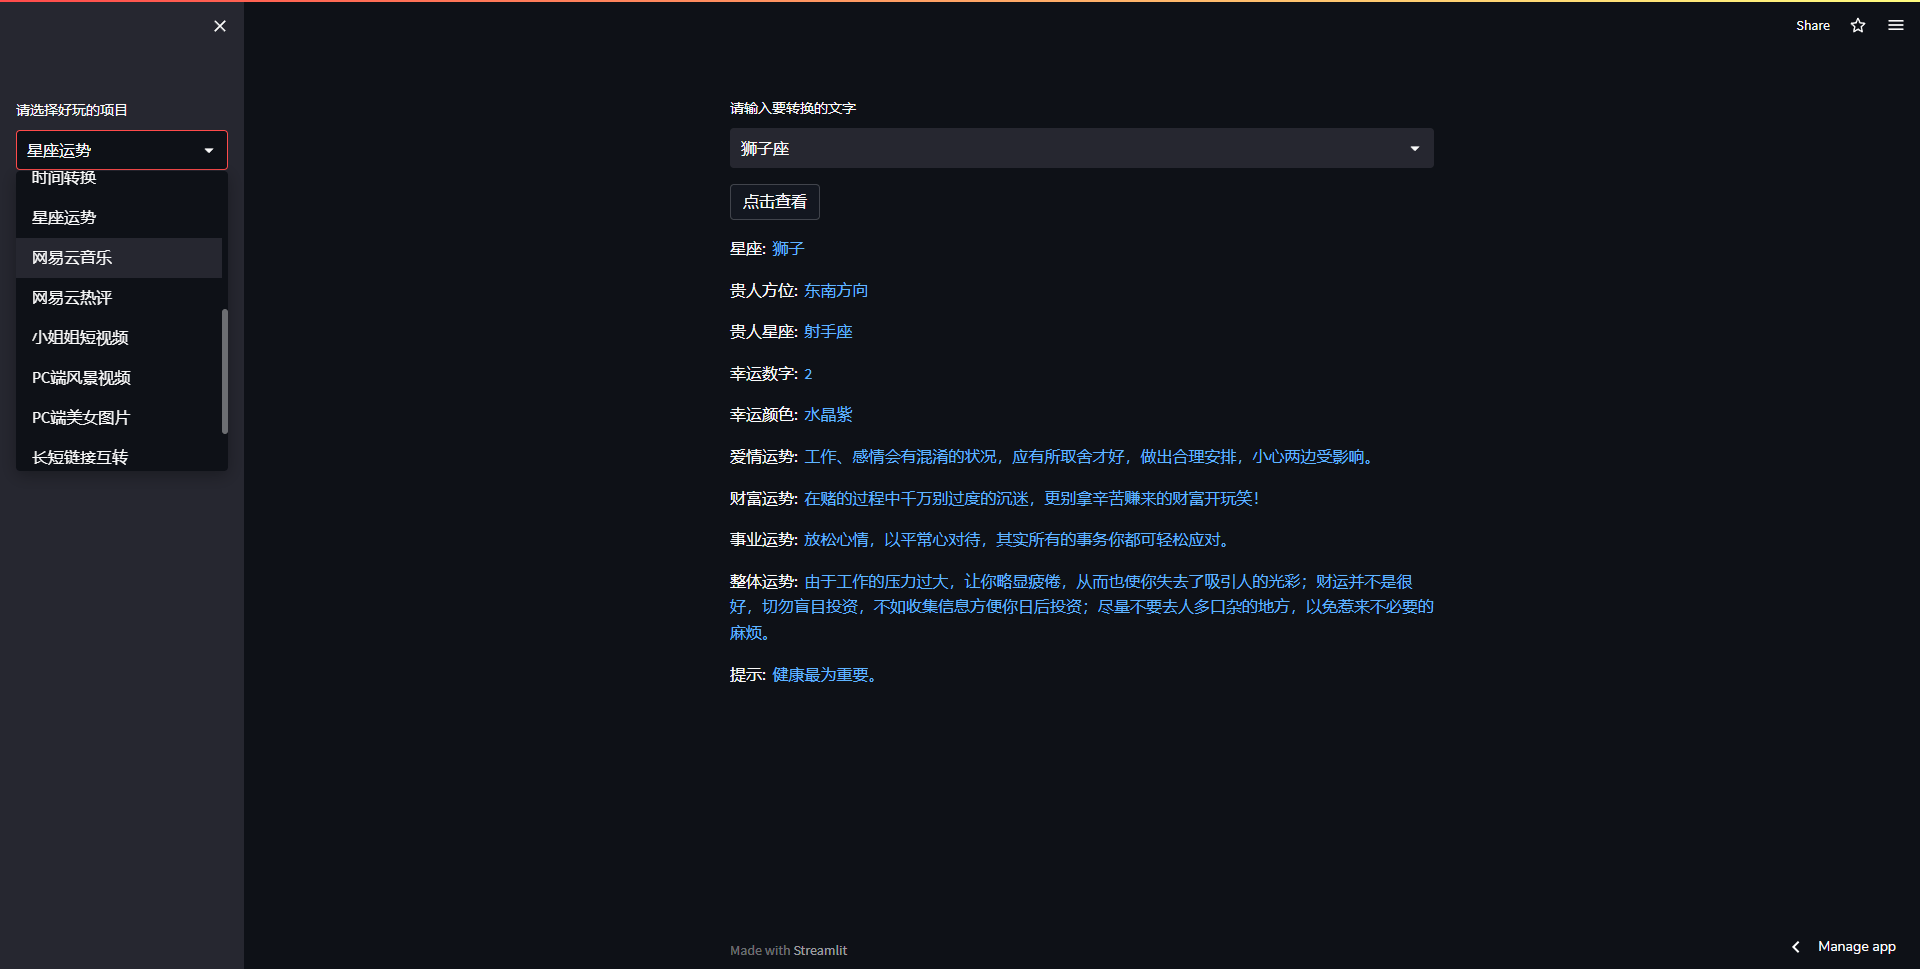 Share
请选择好玩的项目
星座运势
时间转换
星座运势
网易云音乐
网易云热评
小姐姐短视频
PC端风景视频
PC端美女图片
长短链接互转
请输入要转换的文字
狮子座
点击查看
星座: 狮子
贵人方位: 东南方向
贵人星座: 射手座
幸运数字: 2
幸运颜色: 水晶紫
爱情运势: 工作、感情会有混淆的状况，应有所取舍才好，做出合理安排，小心两边受影响。
财富运势: 在赌的过程中千万别过度的沉迷，更别拿辛苦赚来的财富开玩笑！
事业运势: 放松心情，以平常心对待，其实所有的事务你都可轻松应对。
整体运势: 由于工作的压力过大，让你略显疲倦，从而也使你失去了吸引人的光彩；财运并不是很
好，切勿盲目投资，不如收集信息方便你日后投资；尽量不要去人多口杂的地方，以免惹来不必要的
麻烦。
提示: 健康最为重要。
Made with Streamlit
Manage app